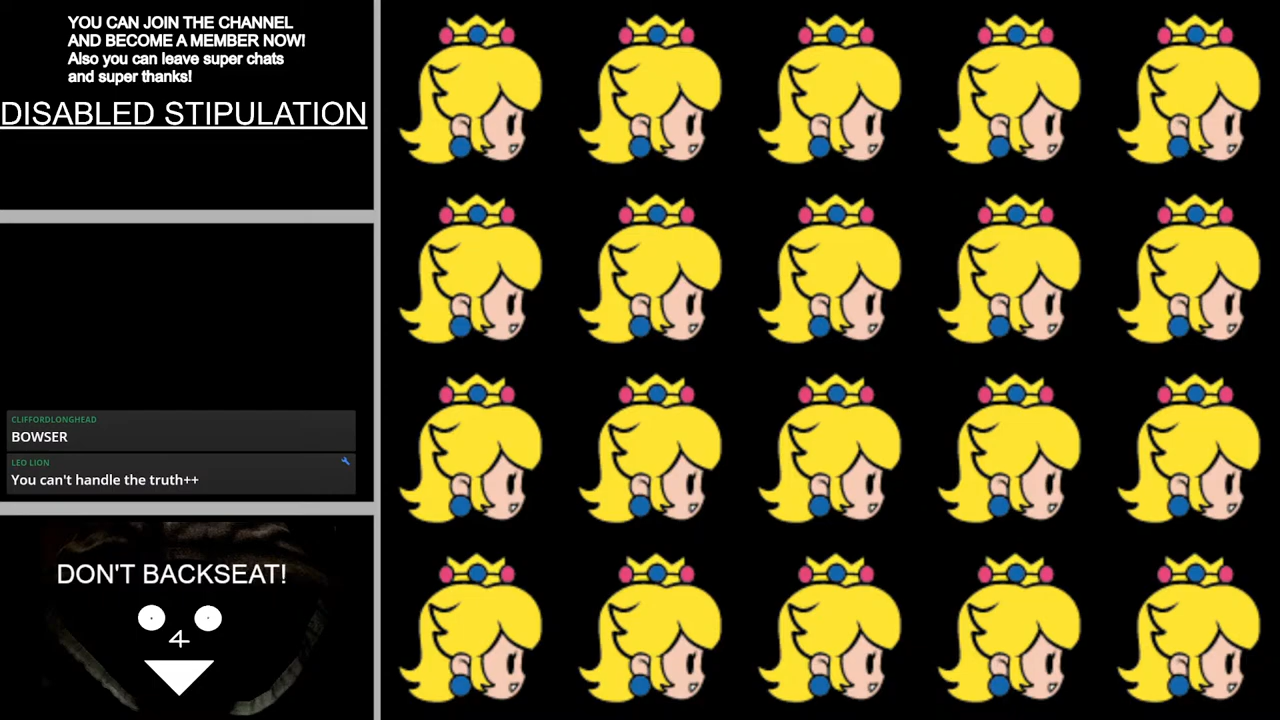 YOU CAN JOIN THE CHANNEL
AND BECOME A MEMBER NOW!
Also you can leave super chats
and super thanks!
DISABLED STIPULATION
CLIFFORDLONGHEAD
BOWSER
LEO LION
You can't handle the truth++
DON'T BACKSEAT!
4